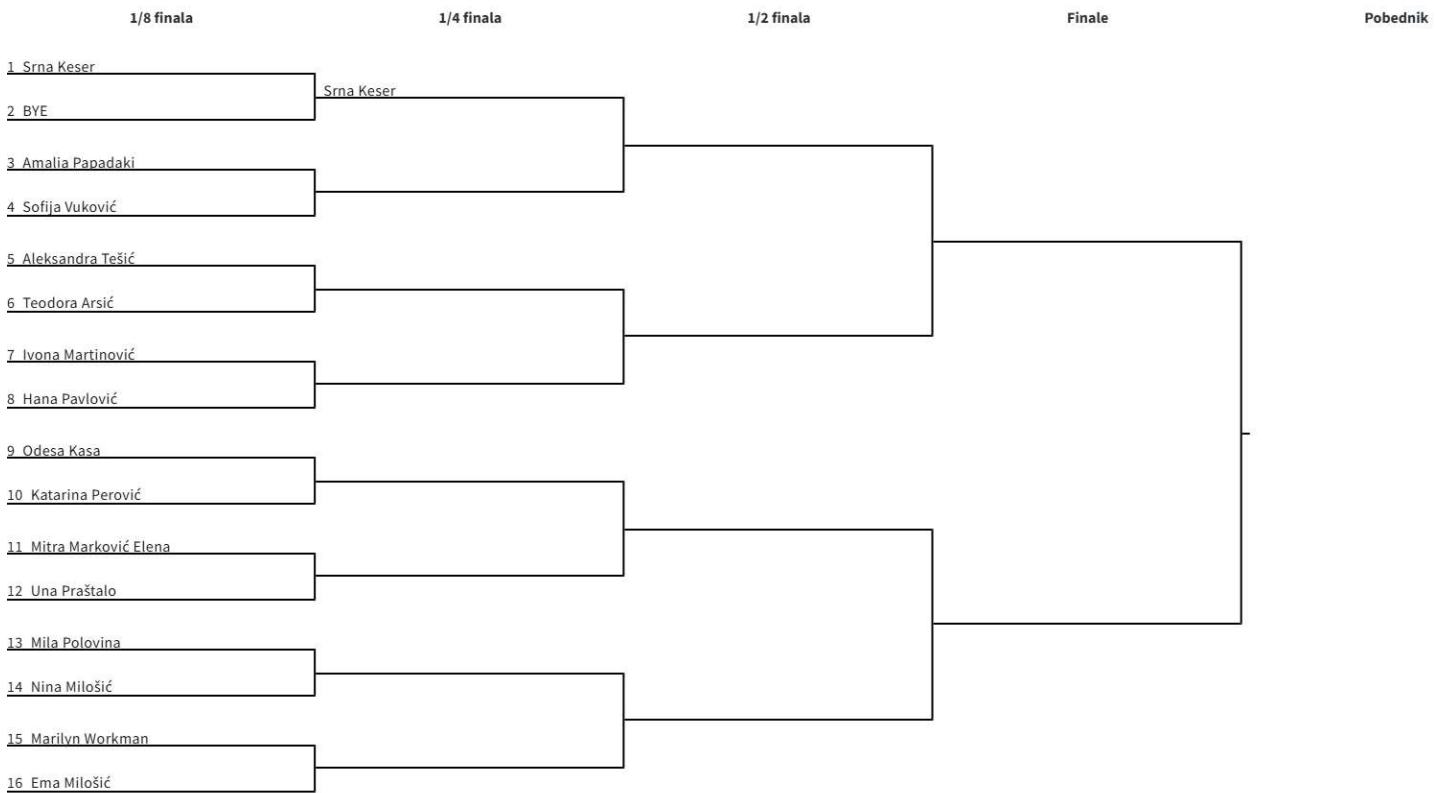 1/8 finala 1/4 finala 1/2 finala Finale Pobednik
1 Srna Keser
Srna Keser
2 BYE
3 Amalia Papadaki
4 Sofija Vuković
5 Aleksandra Tešić
6 Teodora Arsić
7 Ivona Martinović
8 Hana Pavlović
9 Odesa Kasa
10 Katarina Perović
11 Mitra Marković Elena
12 Una Praštalo
13 Mila Polovina
14 Nina Milošić
15 Marilyn Workman
16 Ema Milošić